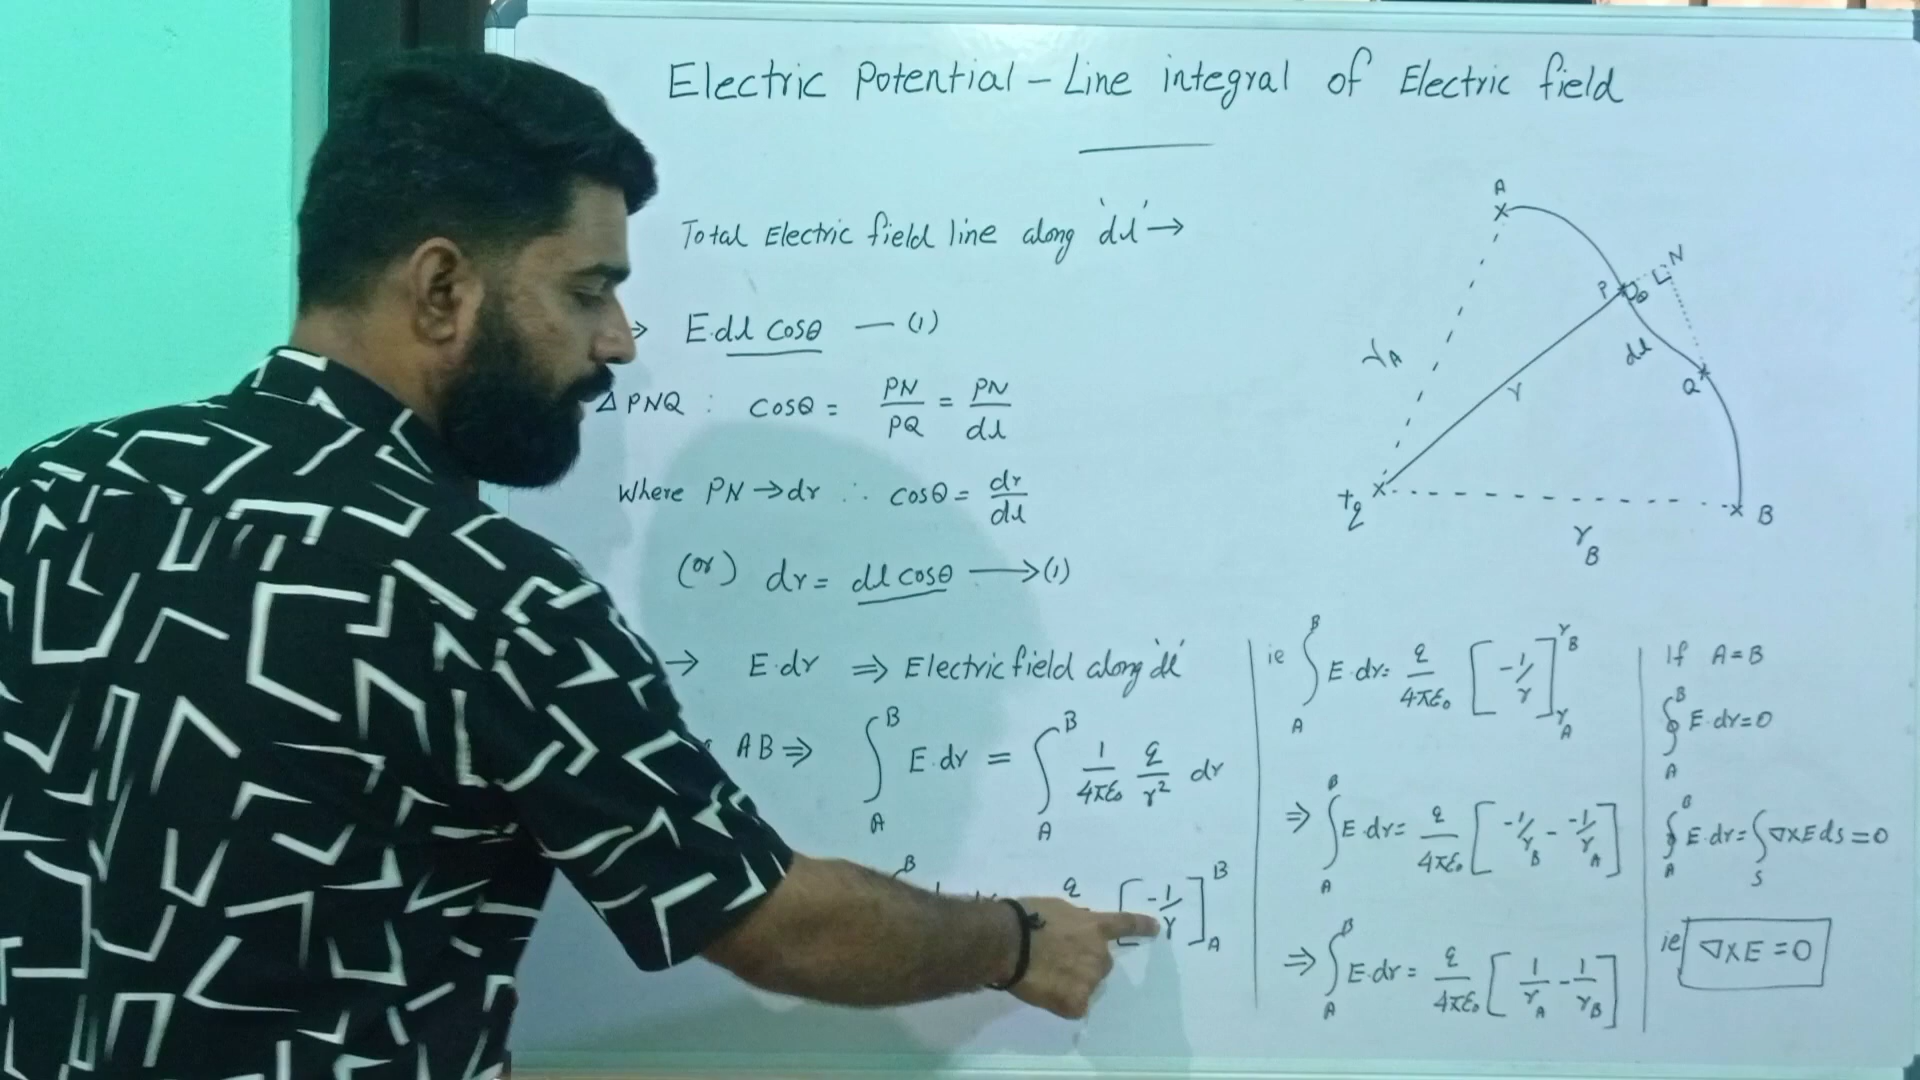 Electric Potential – Line integral of Electric field
Total Electric field line along 'dl' →
⇒ E.dl cosθ — (1)
Δ PNQ : cosθ = PN/PQ = PN/dl
Where PN → dr ∴ cosθ = dr/dl
(or) dr = dl cosθ ⟶ (1)
→ E.dr ⇒ Electric field along 'dl'
AB ⇒ ∫_A^B E.dr = ∫_A^B 1/4πε₀ q/r² dr
q [-1/r]_A^B
A
N
P
θ
dl
Q
r_A
r
+q
B
r_B
ie ∫_A^B E.dr = q/4πε₀ [-1/r]_{r_A}^{r_B}
⇒ ∫_A^B E.dr = q/4πε₀ [-1/r_B - -1/r_A]
⇒ ∫_A^B E.dr = q/4πε₀ [1/r_A - 1/r_B]
If A=B
∮_A^B E.dr=0
∮_A^B E.dr = ∫_S ∇×E ds = 0
ie ∇×E = 0